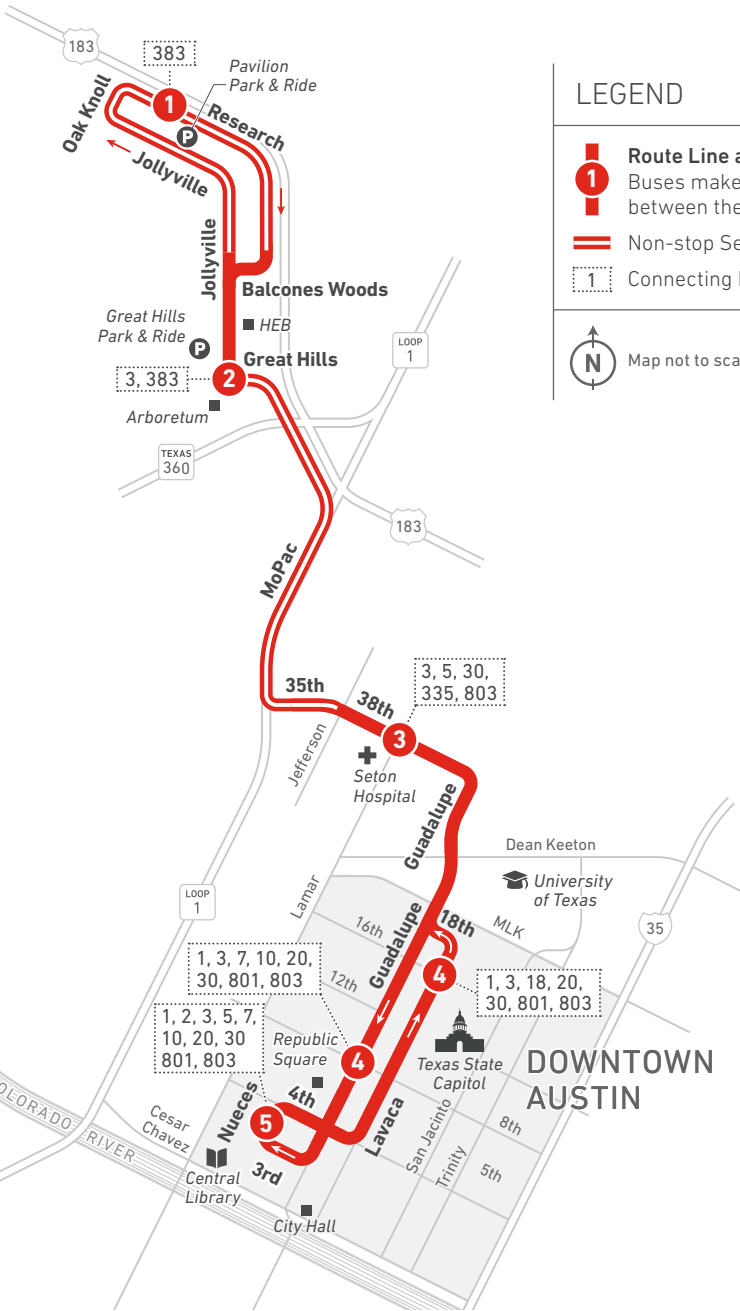 183
383
Pavilion
Park & Ride
1
P
Oak Knoll
Research
Jollyville
Jollyville
Balcones Woods
HEB
Great Hills
Park & Ride
P
Great Hills
LOOP
1
3, 383
2
Arboretum
TEXAS
360
183
MoPac
LEGEND
Route Line a
1
Buses make
between the
Non-stop Se
1
Connecting
N
Map not to sca
35th
38th
3, 5, 30,
335, 803
3
Jefferson
Seton
Hospital
Guadalupe
Dean Keeton
University
of Texas
LOOP
1
Lamar
Guadalupe
18th
MLK
35
16th
12th
1, 3, 7, 10, 20,
30, 801, 803
4
1, 3, 18, 20,
30, 801, 803
1, 2, 3, 5, 7,
10, 20, 30
801, 803
Republic
Square
4
Texas State
Capitol
DOWNTOWN
AUSTIN
4th
5
Nueces
Lavaca
San Jacinto
Trinity
8th
5th
Cesar
Chavez
OLORADO RIVER
3rd
Central
Library
City Hall